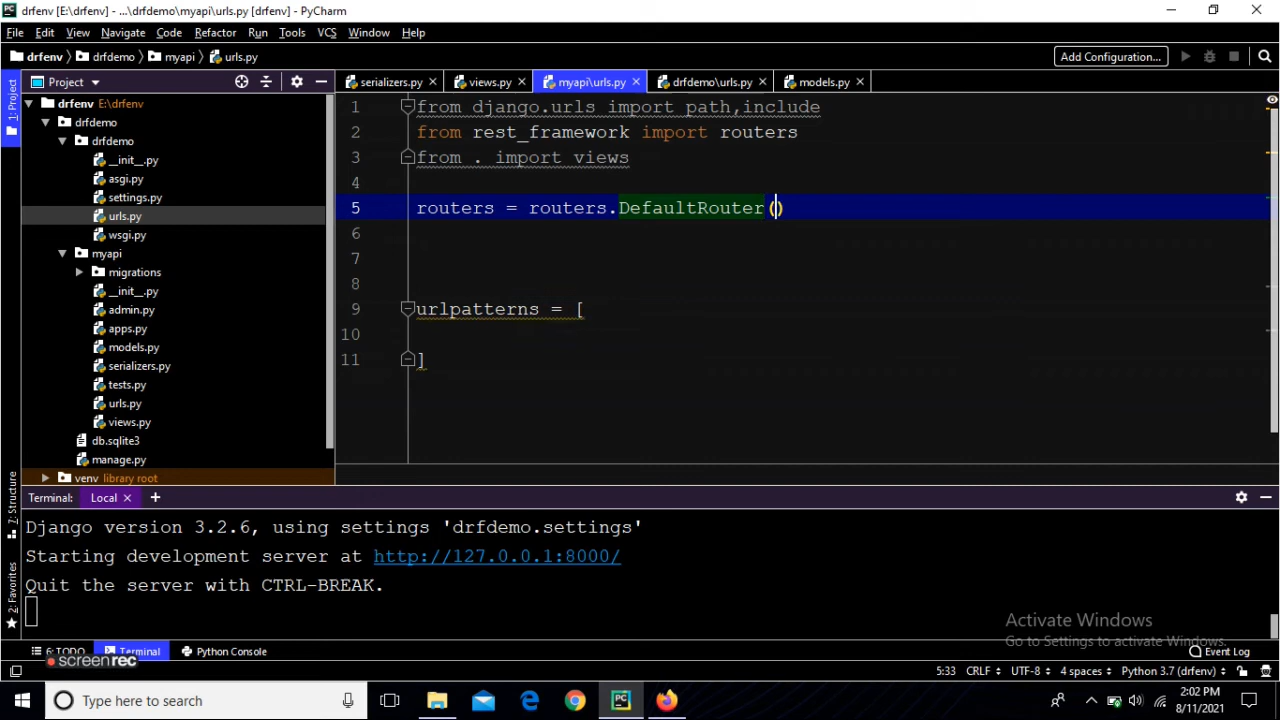 drfenv [E:\drfenv] - ...\drfdemo\myapi\urls.py [drfenv] - PyCharm
File Edit View Navigate Code Refactor Run Tools VCS Window Help
drfenv drfdemo myapi urls.py Add Configuration...
1: Project
Project
serializers.py views.py myapi\urls.py drfdemo\urls.py models.py
drfenv E:\drfenv
drfdemo
drfdemo
__init__.py
asgi.py
settings.py
urls.py
wsgi.py
myapi
migrations
__init__.py
admin.py
apps.py
models.py
serializers.py
tests.py
urls.py
views.py
db.sqlite3
manage.py
venv library root
1 from django.urls import path,include
2 from rest_framework import routers
3 from . import views
4
5 routers = routers.DefaultRouter()
6
7
8
9 urlpatterns = [
10
11 ]
7: Structure
2: Favorites
Terminal: Local
Django version 3.2.6, using settings 'drfdemo.settings'
Starting development server at http://127.0.0.1:8000/
Quit the server with CTRL-BREAK.
Activate Windows
Go to Settings to activate Windows.
6: TODO Terminal Python Console Event Log
screenrec
5:33 CRLF UTF-8 4 spaces Python 3.7 (drfenv)
Type here to search
2:02 PM
8/11/2021